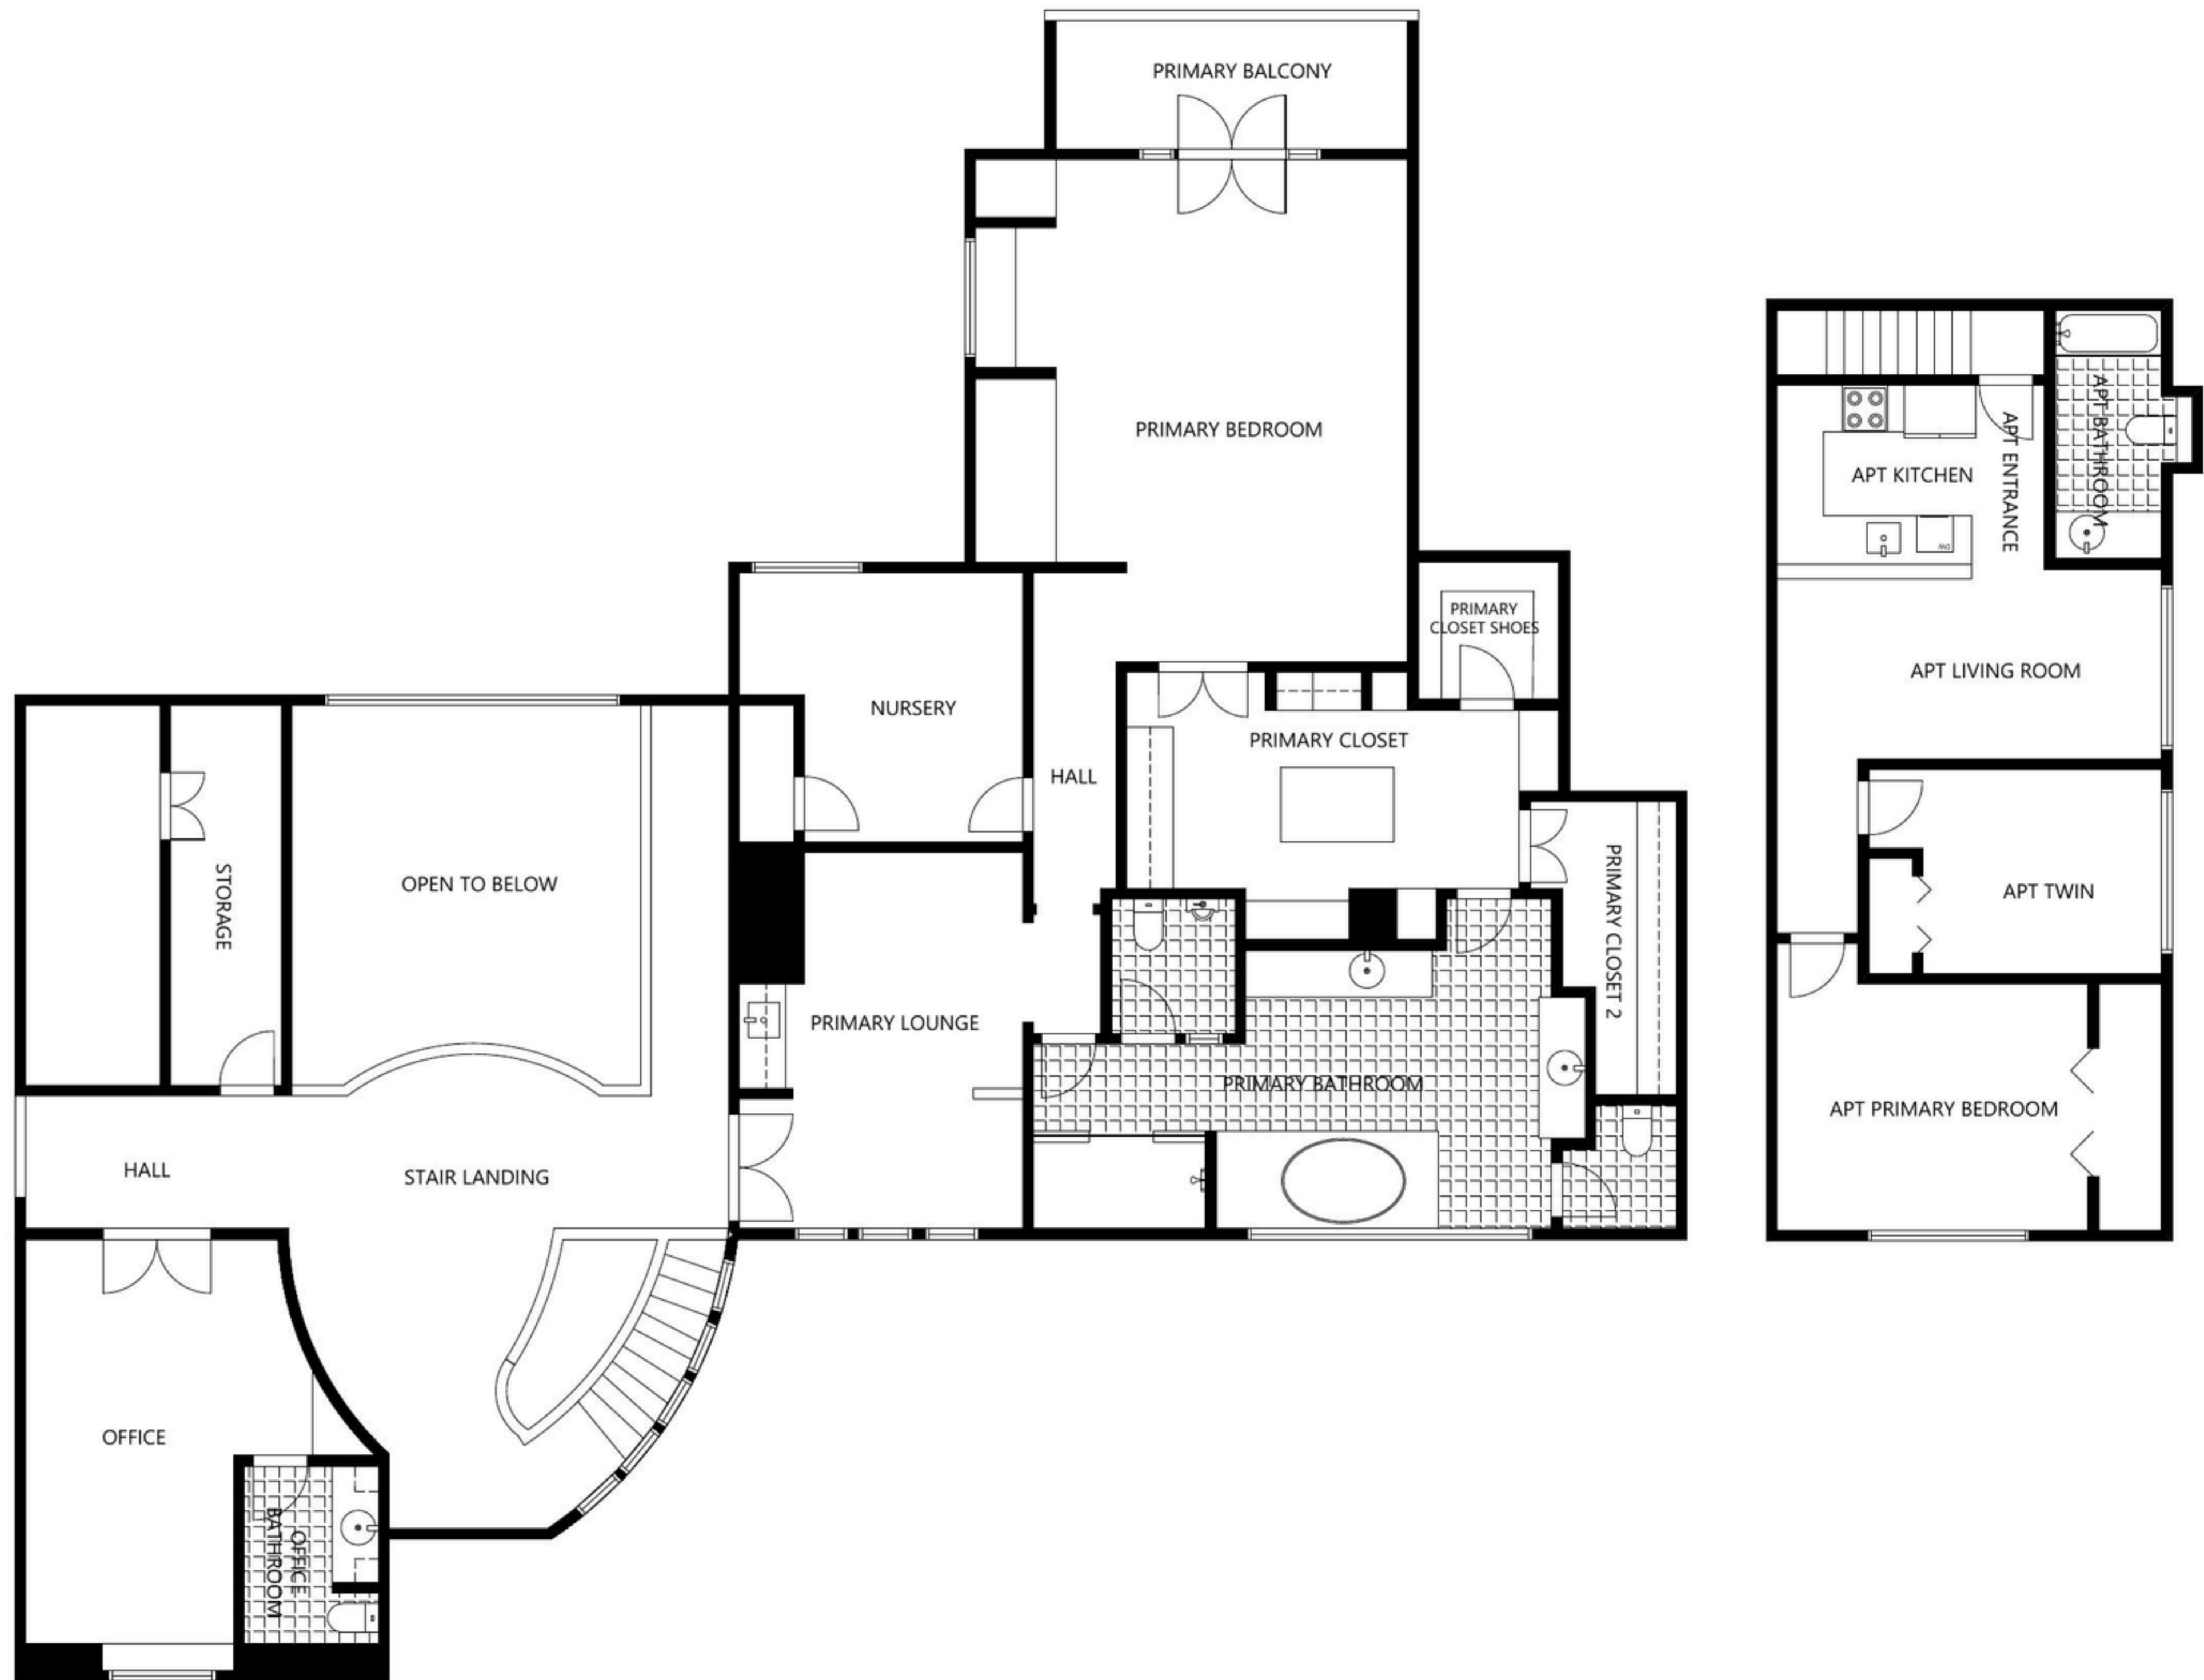 PRIMARY BALCONY
PRIMARY BEDROOM
APT KITCHEN
APT ENTRANCE
APT BATHROOM
DW
PRIMARY
CLOSET SHOES
APT LIVING ROOM
NURSERY
PRIMARY CLOSET
HALL
STORAGE
OPEN TO BELOW
PRIMARY CLOSET 2
APT TWIN
PRIMARY LOUNGE
PRIMARY BATHROOM
APT PRIMARY BEDROOM
HALL
STAIR LANDING
OFFICE
OFFICE
BATHROOM